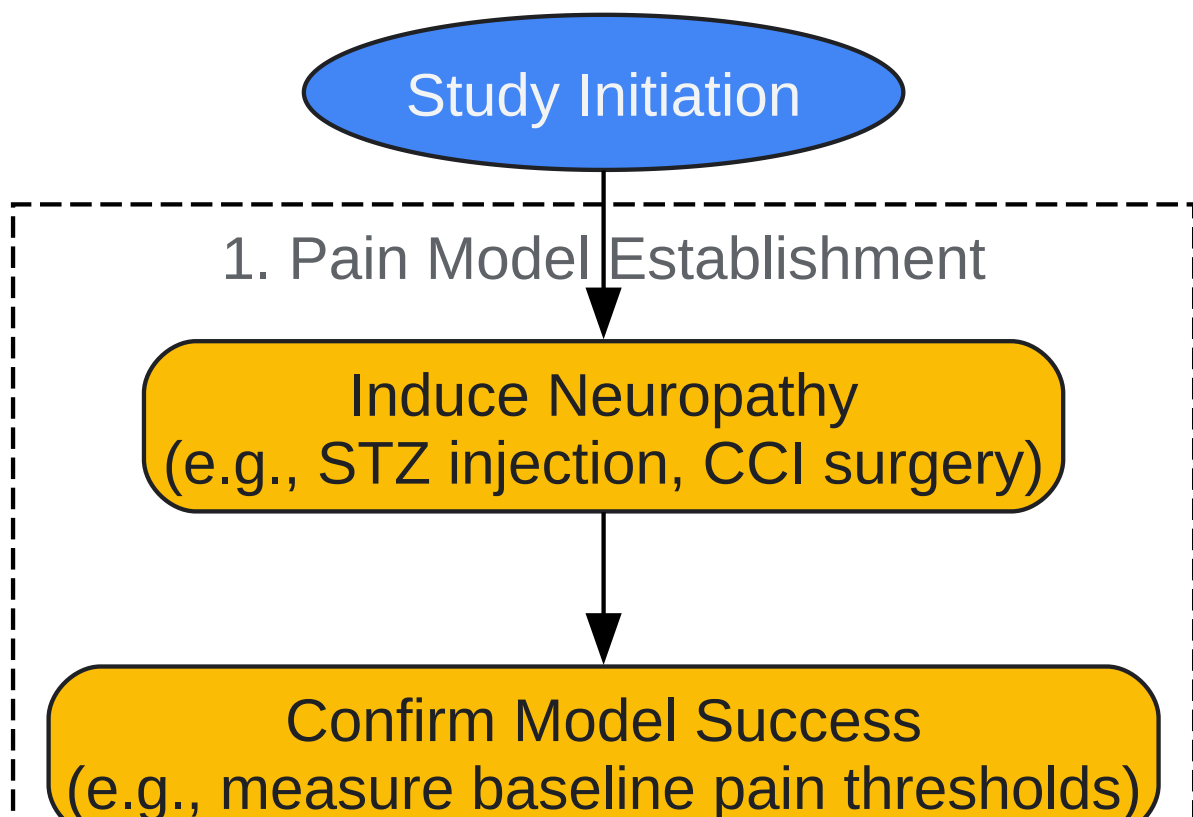 Study Initiation
1. Pain Model Establishment
Induce Neuropathy
(e.g., STZ injection, CCI surgery)
Confirm Model Success
(e.g., measure baseline pain thresholds)